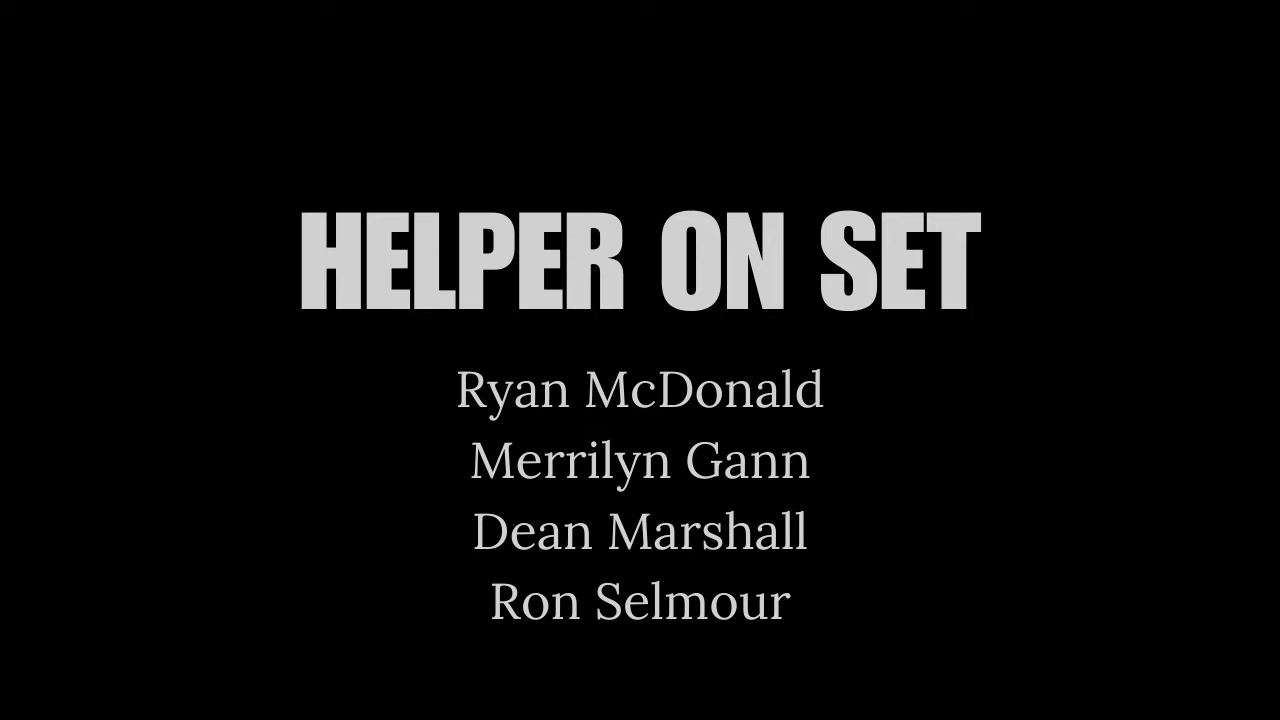 HELPER ON SET
Ryan McDonald
Merrilyn Gann
Dean Marshall
Ron Selmour